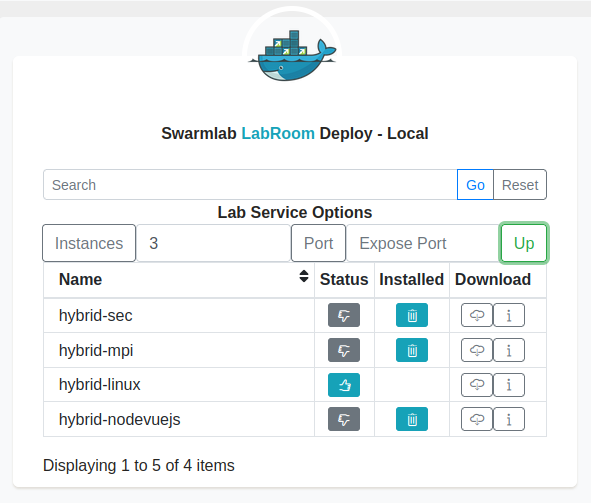 Swarmlab LabRoom Deploy - Local
Search Go Reset
Lab Service Options
Instances 3 Port Expose Port Up
Name Status Installed Download
hybrid-sec
hybrid-mpi
hybrid-linux
hybrid-nodevuejs
Displaying 1 to 5 of 4 items